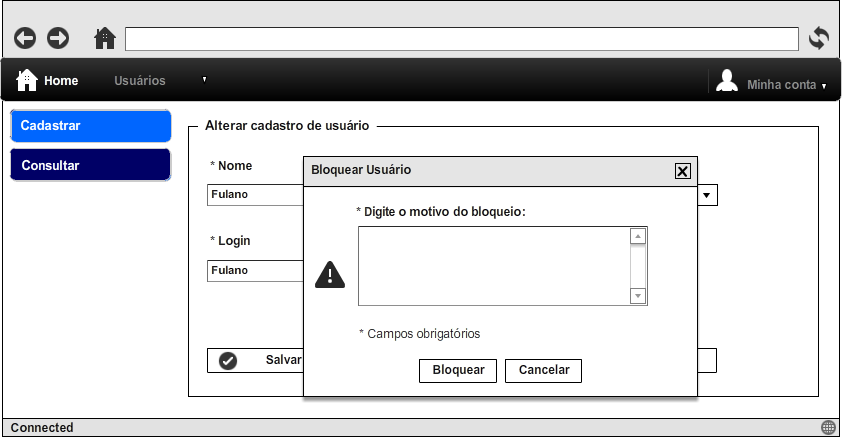 Home Usuários Minha conta
Cadastrar
Consultar
Alterar cadastro de usuário
* Nome
Fulano
* Login
Fulano
Salvar
Bloquear Usuário
* Digite o motivo do bloqueio:
* Campos obrigatórios
Bloquear Cancelar
Connected